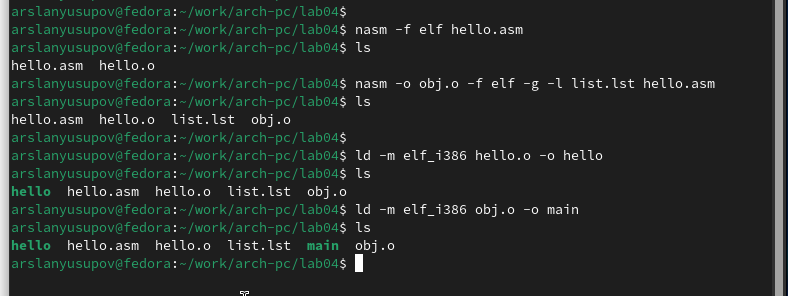 arslanyusupov@fedora:~/work/arch-pc/lab04$
arslanyusupov@fedora:~/work/arch-pc/lab04$ nasm -f elf hello.asm
arslanyusupov@fedora:~/work/arch-pc/lab04$ ls
hello.asm  hello.o
arslanyusupov@fedora:~/work/arch-pc/lab04$ nasm -o obj.o -f elf -g -l list.lst hello.asm
arslanyusupov@fedora:~/work/arch-pc/lab04$ ls
hello.asm  hello.o  list.lst  obj.o
arslanyusupov@fedora:~/work/arch-pc/lab04$
arslanyusupov@fedora:~/work/arch-pc/lab04$ ld -m elf_i386 hello.o -o hello
arslanyusupov@fedora:~/work/arch-pc/lab04$ ls
hello  hello.asm  hello.o  list.lst  obj.o
arslanyusupov@fedora:~/work/arch-pc/lab04$ ld -m elf_i386 obj.o -o main
arslanyusupov@fedora:~/work/arch-pc/lab04$ ls
hello  hello.asm  hello.o  list.lst  main  obj.o
arslanyusupov@fedora:~/work/arch-pc/lab04$